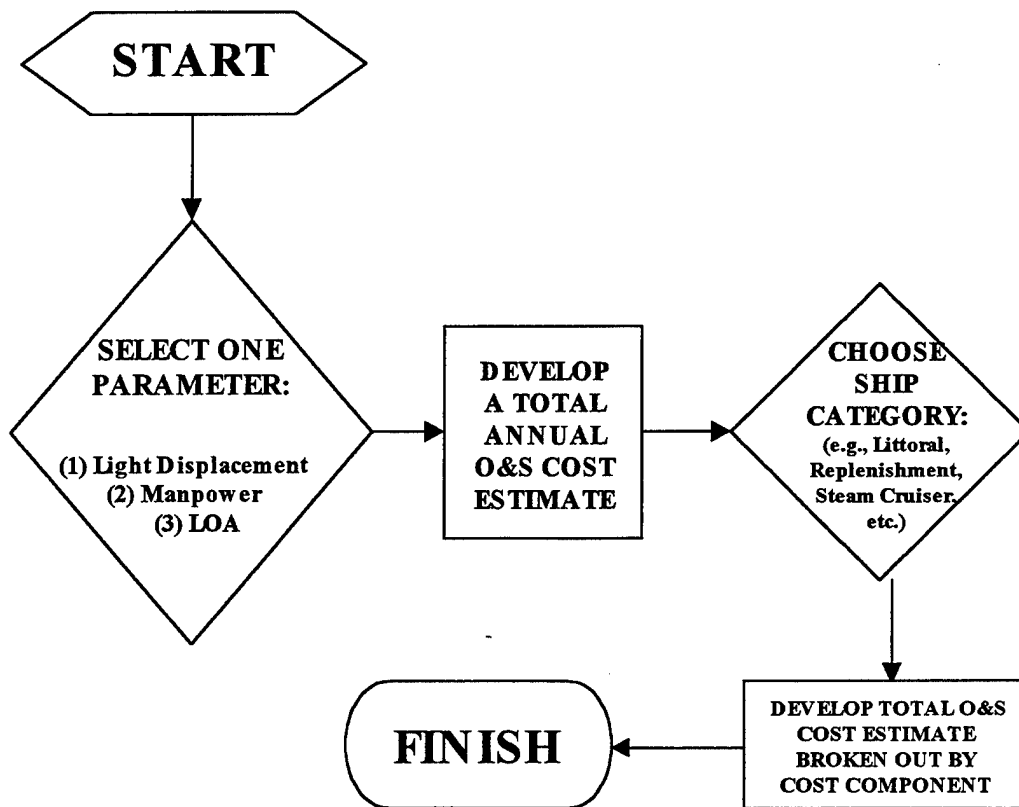 START
SELECT ONE
PARAMETER:
(1) Light Displacement
(2) Manpower
(3) LOA
DEVELOP
A TOTAL
ANNUAL
O&S COST
ESTIMATE
CHOOSE
SHIP
CATEGORY:
(e.g., Littoral,
Replenishment,
Steam Cruiser,
etc.)
DEVELOP TOTAL O&S
COST ESTIMATE
BROKEN OUT BY
COST COMPONENT
FINISH